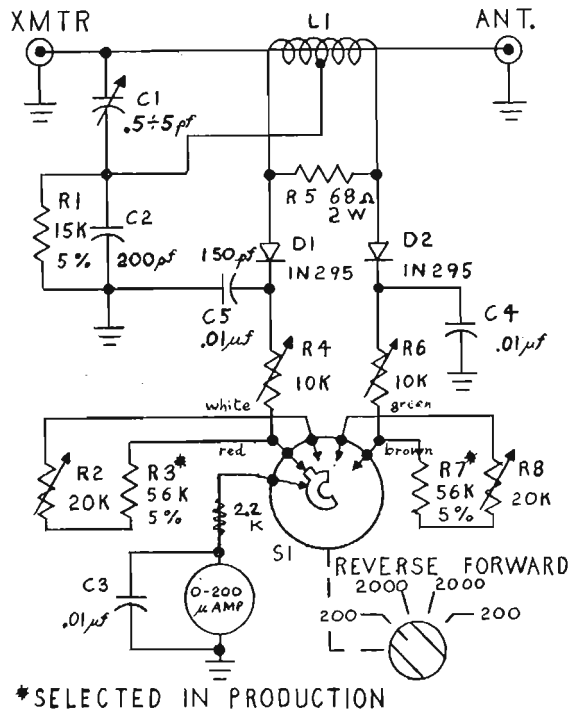 XMTR
L1
ANT.
C1
.5÷5pf
R1
15K
5%
C2
200pf
R5 68Ω
2W
150pf
D1
1N295
D2
1N295
C5
.01µf
C4
.01µf
R4
10K
R6
10K
white
green
red
brown
R2
20K
R3*
56K
5%
R7*
56K
5%
R8
20K
2.2
K
S1
C3
.01µf
0-200
µAMP
REVERSE FORWARD
2000 2000
200 200
*SELECTED IN PRODUCTION